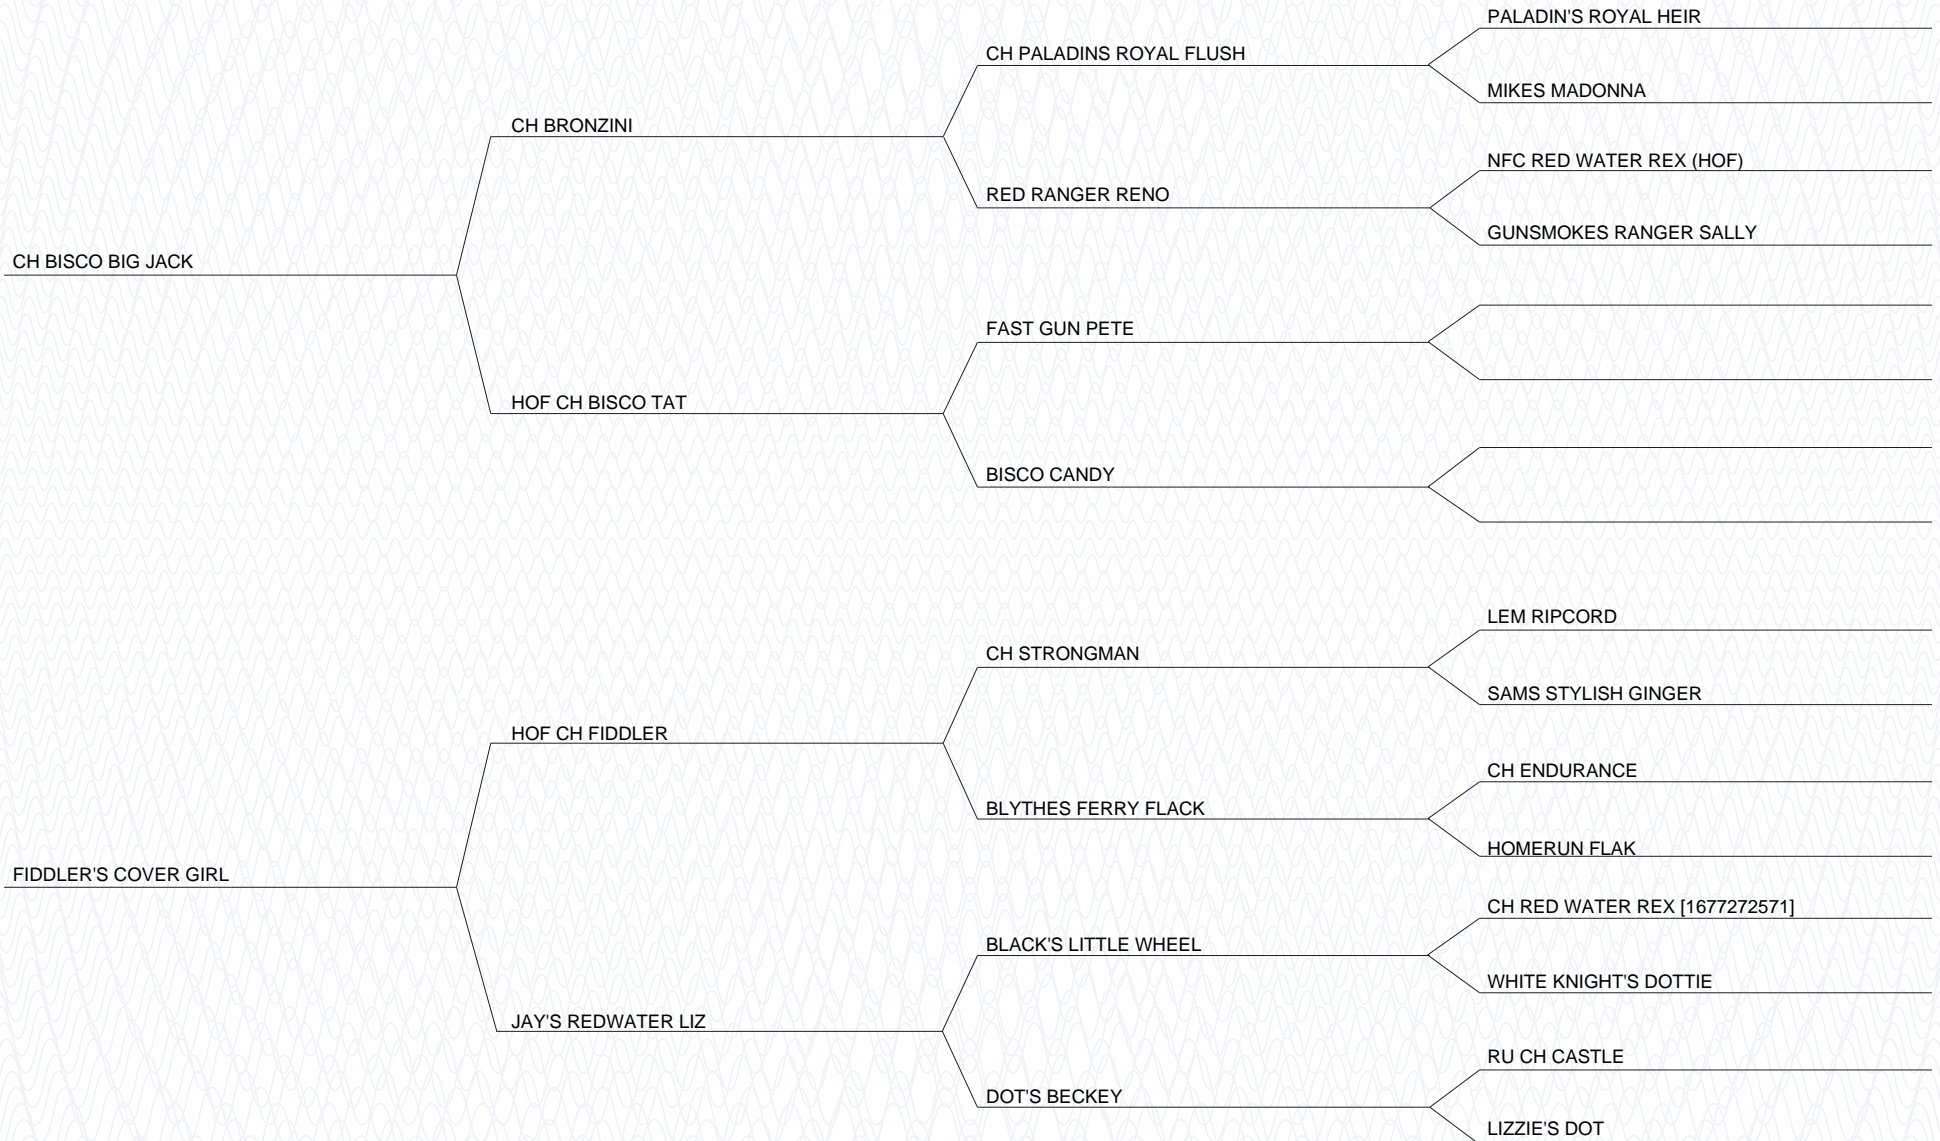 PALADIN'S ROYAL HEIR
CH PALADINS ROYAL FLUSH
MIKES MADONNA
CH BRONZINI
NFC RED WATER REX (HOF)
RED RANGER RENO
GUNSMOKES RANGER SALLY
CH BISCO BIG JACK
FAST GUN PETE
HOF CH BISCO TAT
BISCO CANDY
LEM RIPCORD
CH STRONGMAN
SAMS STYLISH GINGER
HOF CH FIDDLER
CH ENDURANCE
BLYTHES FERRY FLACK
HOMERUN FLAK
FIDDLER'S COVER GIRL
CH RED WATER REX [1677272571]
BLACK'S LITTLE WHEEL
WHITE KNIGHT'S DOTTIE
JAY'S REDWATER LIZ
RU CH CASTLE
DOT'S BECKEY
LIZZIE'S DOT